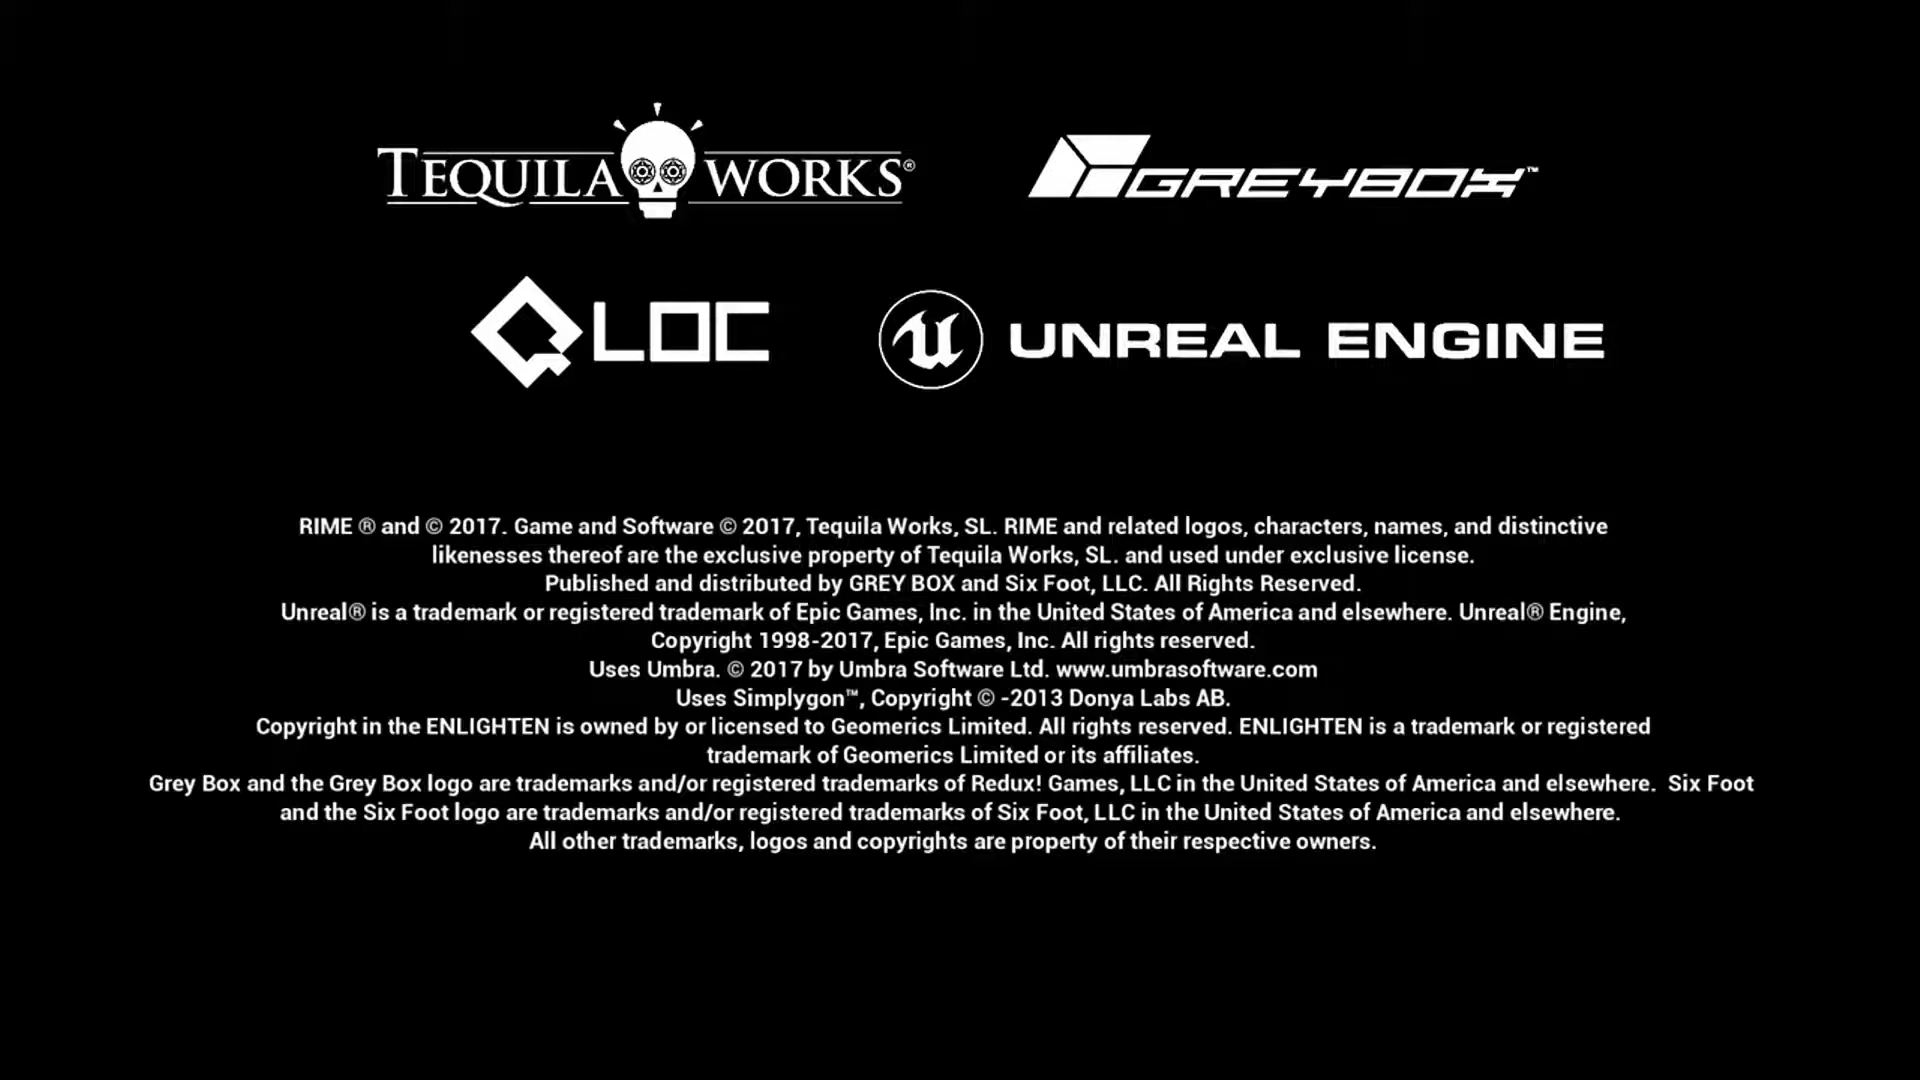 TEQUILA WORKS®
GREYBOX™
QLOC
UNREAL ENGINE
RIME ® and © 2017. Game and Software © 2017, Tequila Works, SL. RIME and related logos, characters, names, and distinctive
likenesses thereof are the exclusive property of Tequila Works, SL. and used under exclusive license.
Published and distributed by GREY BOX and Six Foot, LLC. All Rights Reserved.
Unreal® is a trademark or registered trademark of Epic Games, Inc. in the United States of America and elsewhere. Unreal® Engine,
Copyright 1998-2017, Epic Games, Inc. All rights reserved.
Uses Umbra. © 2017 by Umbra Software Ltd. www.umbrasoftware.com
Uses Simplygon™, Copyright © -2013 Donya Labs AB.
Copyright in the ENLIGHTEN is owned by or licensed to Geomerics Limited. All rights reserved. ENLIGHTEN is a trademark or registered
trademark of Geomerics Limited or its affiliates.
Grey Box and the Grey Box logo are trademarks and/or registered trademarks of Redux! Games, LLC in the United States of America and elsewhere.  Six Foot
and the Six Foot logo are trademarks and/or registered trademarks of Six Foot, LLC in the United States of America and elsewhere.
All other trademarks, logos and copyrights are property of their respective owners.